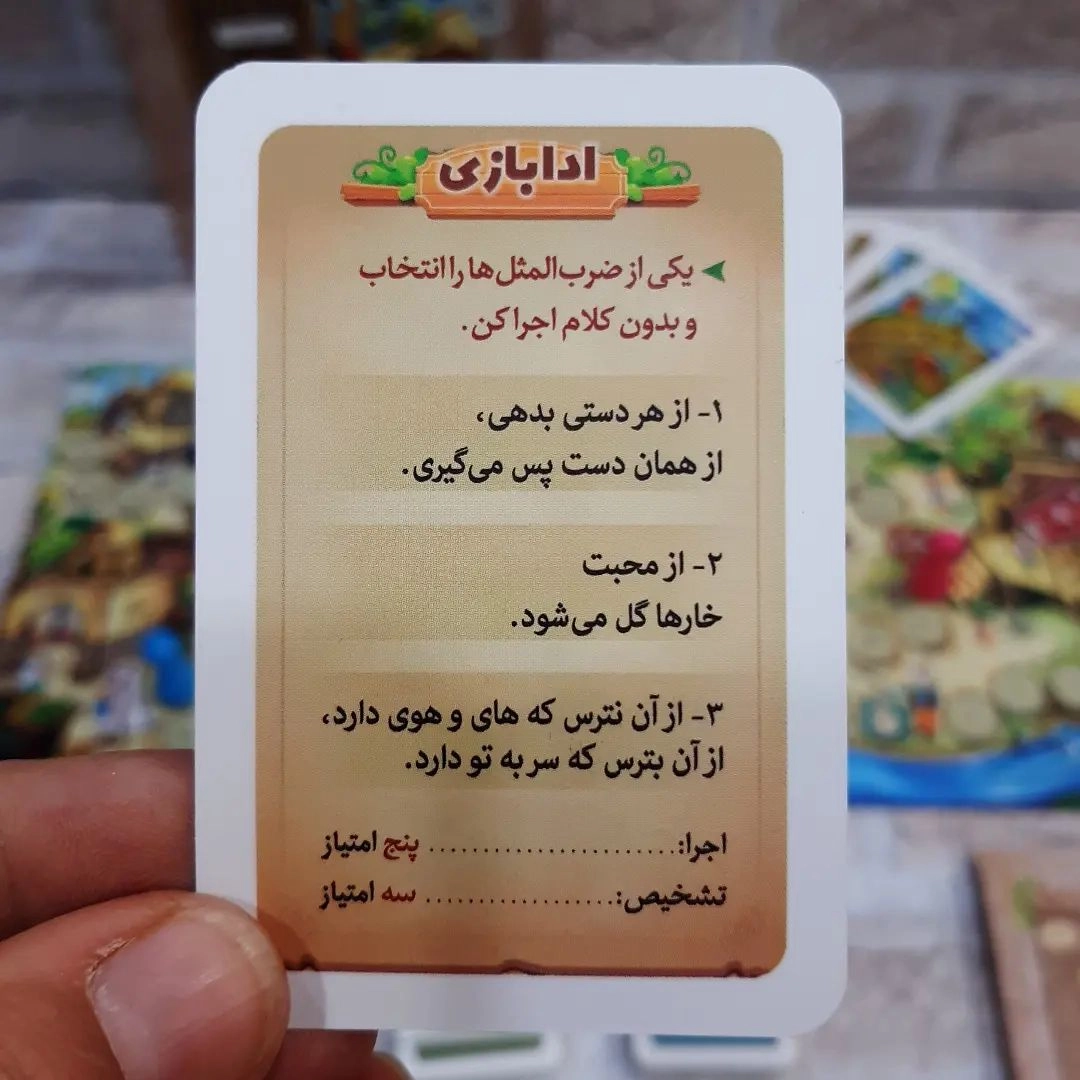 ادابازی
یکی از ضرب‌المثل‌ها را انتخاب
و بدون کلام اجرا کن.
۱- از هر دستی بدهی،
از همان دست پس می‌گیری.
۲- از محبت
خارها گل می‌شود.
۳- از آن نترس که های و هوی دارد،
از آن بترس که سر به تو دارد.
اجرا:........................ پنج امتیاز
تشخیص:.................. سه امتیاز